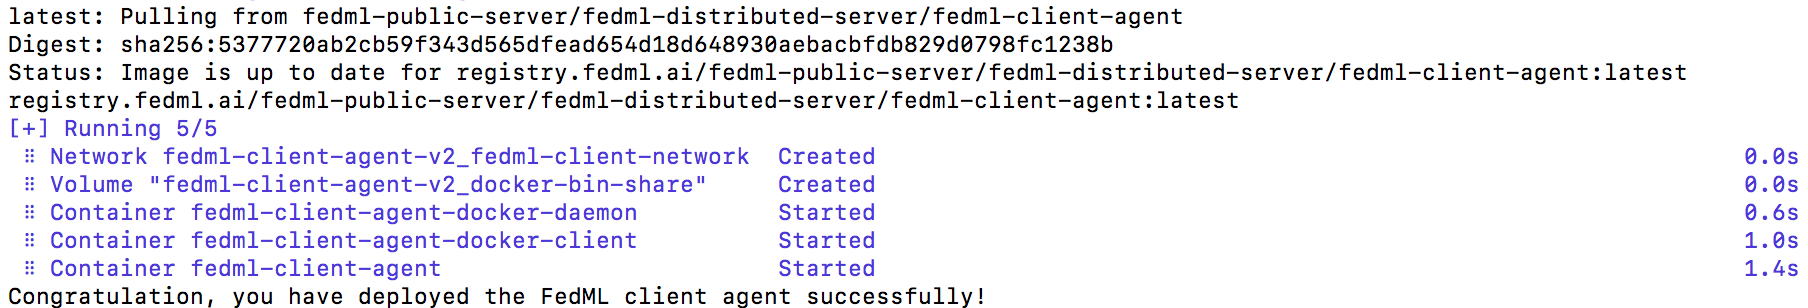 latest: Pulling from fedml-public-server/fedml-distributed-server/fedml-client-agent
Digest: sha256:5377720ab2cb59f343d565dfead654d18d648930aebacbfdb829d0798fc1238b
Status: Image is up to date for registry.fedml.ai/fedml-public-server/fedml-distributed-server/fedml-client-agent:latest
registry.fedml.ai/fedml-public-server/fedml-distributed-server/fedml-client-agent:latest
[+] Running 5/5
⠿ Network fedml-client-agent-v2_fedml-client-network Created 0.0s
⠿ Volume "fedml-client-agent-v2_docker-bin-share" Created 0.0s
⠿ Container fedml-client-agent-docker-daemon Started 0.6s
⠿ Container fedml-client-agent-docker-client Started 1.0s
⠿ Container fedml-client-agent Started 1.4s
Congratulation, you have deployed the FedML client agent successfully!